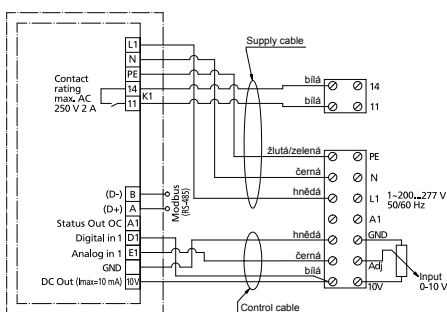 Supply cable
L1
N
PE
14
11
K1
Contact
rating
max. AC
250 V 2 A
bílá
bílá
14
11
žlutá/zelená
černá
hnědá
PE
N
L1
1~200...277 V
50/60 Hz
A1
(D-)
B
(D+)
A
Modbus
(RS-485)
Status Out OC
A1
Digital in 1
D1
Analog in 1
E1
GND
DC Out (Imax=10 mA)
10V
hnědá
černá
bílá
GND
Adj
10V
Input
0-10 V
Control cable